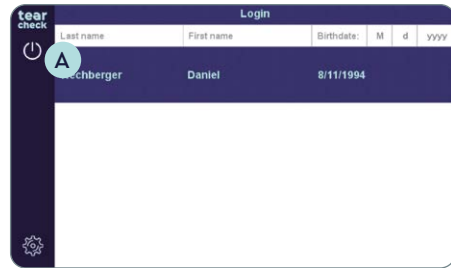 tear
check
Login
Last name First name Birthdate: M d yyyy
A
Daniel 8/11/1994